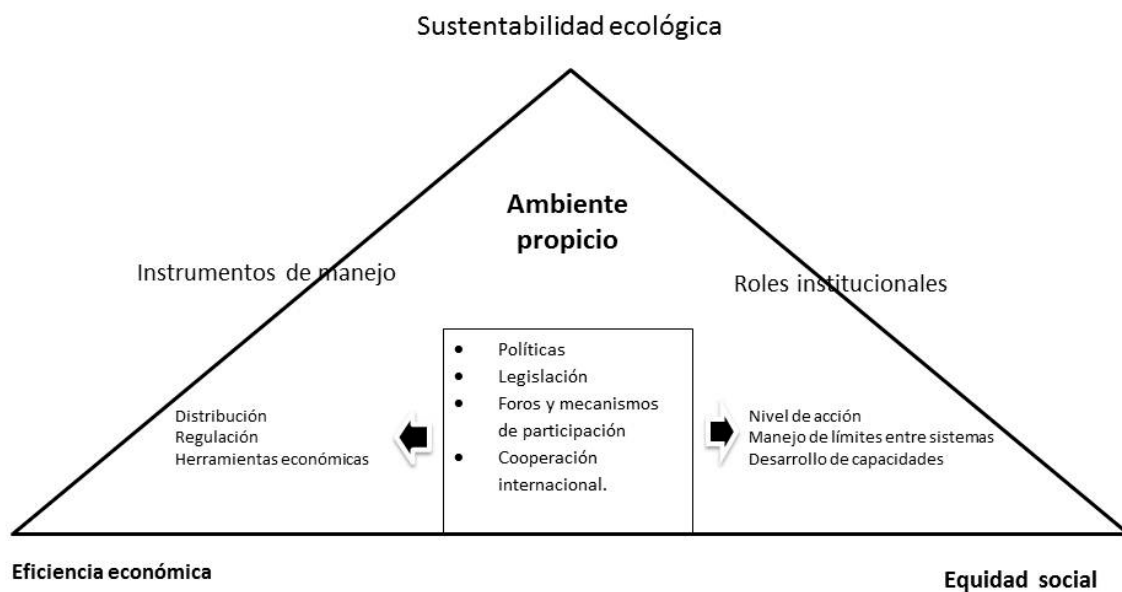 Sustentabilidad ecológica
Ambiente
propicio
Instrumentos de manejo
Roles institucionales
Distribución
Regulación
Herramientas económicas
• Políticas
• Legislación
• Foros y mecanismos
de participación
• Cooperación
internacional.
Nivel de acción
Manejo de límites entre sistemas
Desarrollo de capacidades
Eficiencia económica
Equidad social